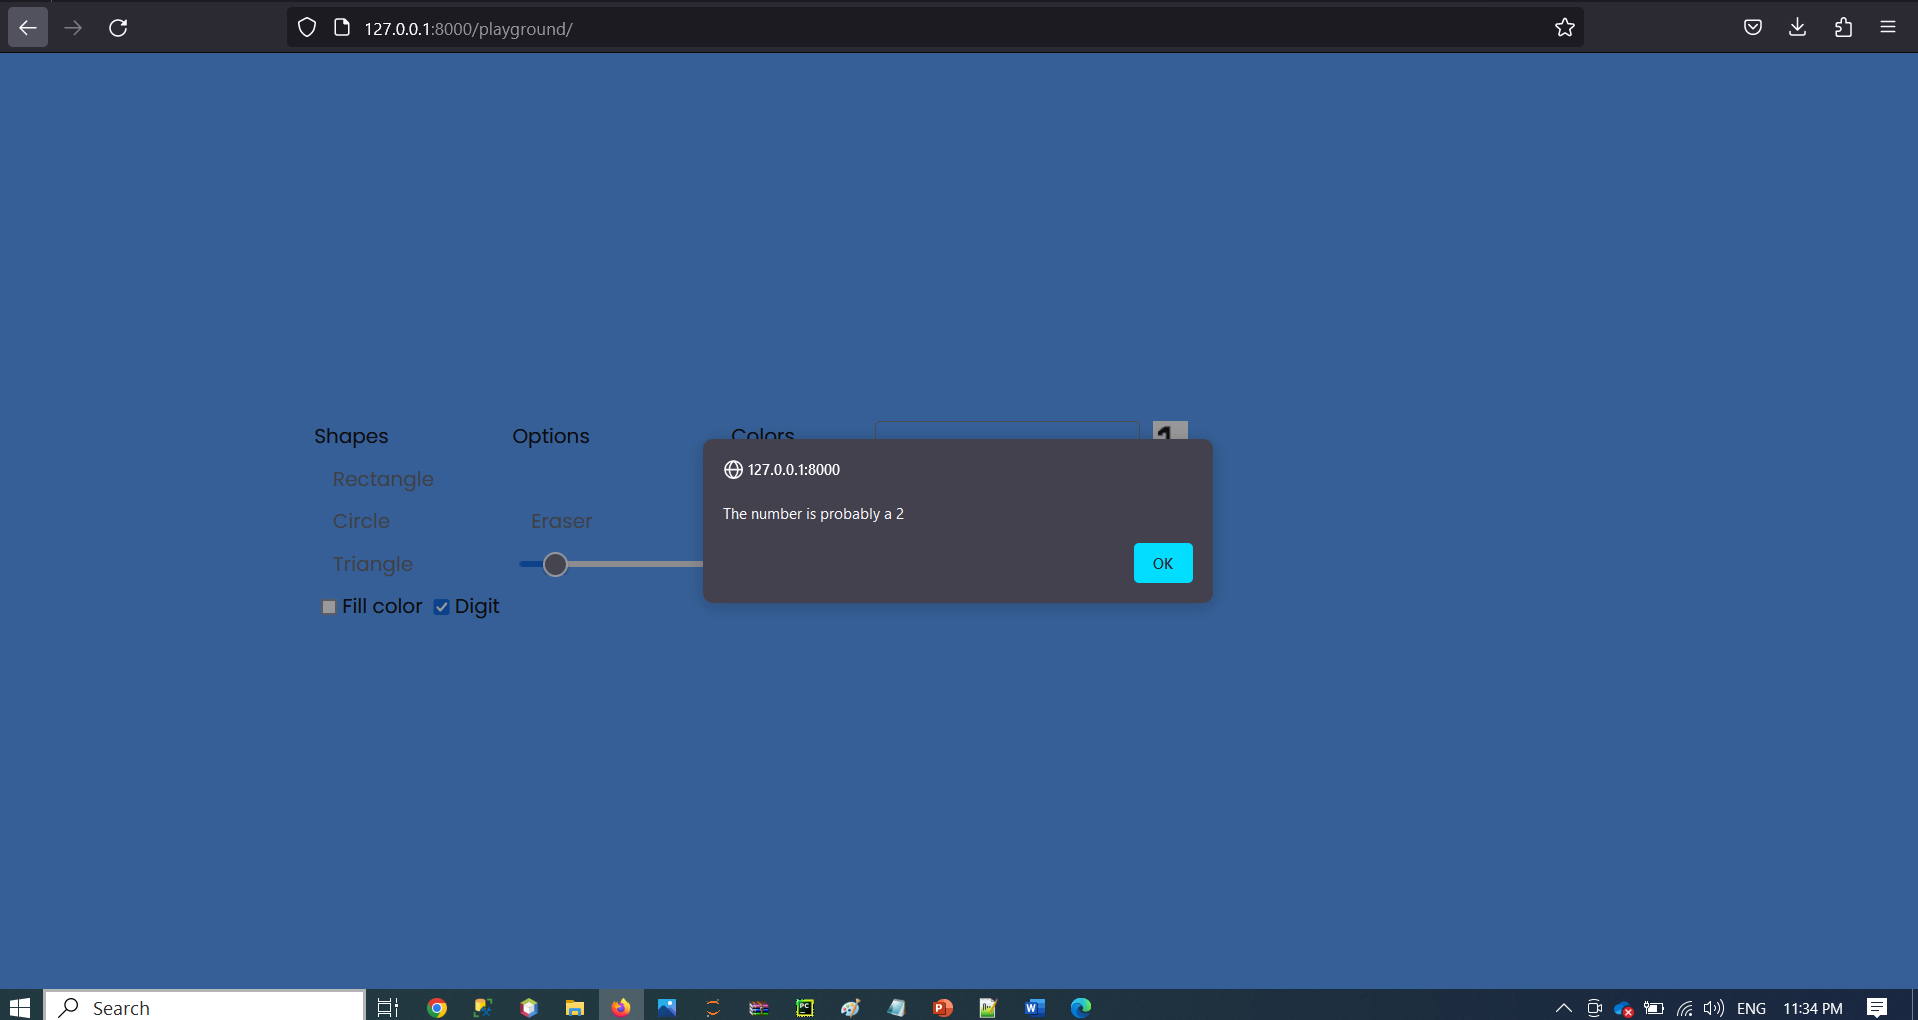 127.0.0.1:8000/playground/
Shapes
Options
Colors
1
Rectangle
Circle
Eraser
Triangle
Fill color
Digit
127.0.0.1:8000
The number is probably a 2
OK
Search
ENG
11:34 PM